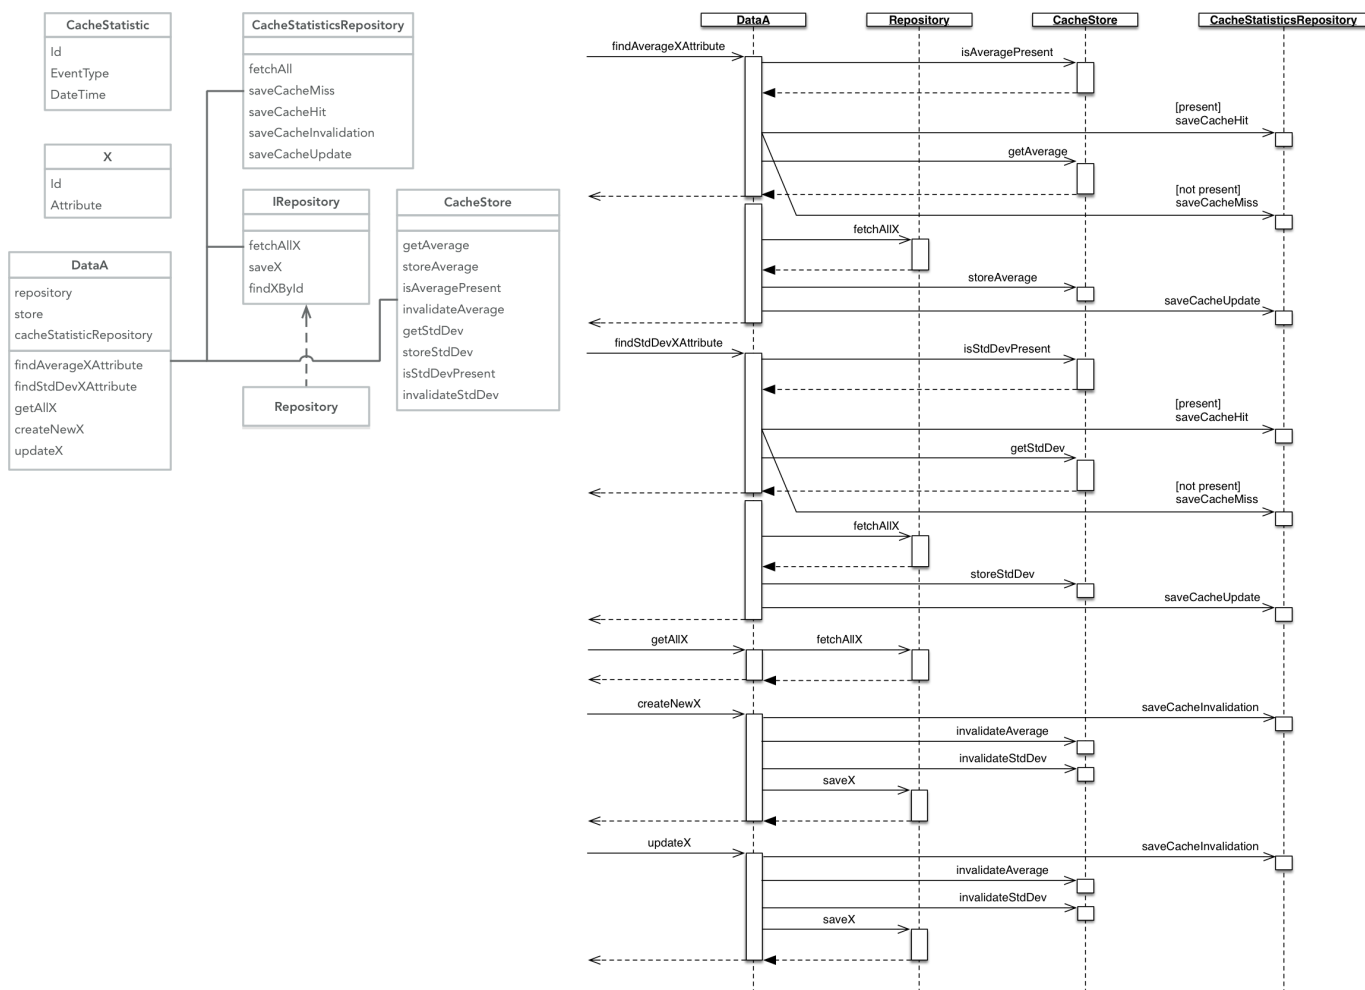 CacheStatistic
Id
EventType
DateTime
X
Id
Attribute
DataA
repository
store
cacheStatisticRepository
findAverageXAttribute
findStdDevXAttribute
getAllX
createNewX
updateX
CacheStatisticsRepository
fetchAll
saveCacheMiss
saveCacheHit
saveCacheInvalidation
saveCacheUpdate
IRepository
fetchAllX
saveX
findXById
Repository
CacheStore
getAverage
storeAverage
isAveragePresent
invalidateAverage
getStdDev
storeStdDev
isStdDevPresent
invalidateStdDev
DataA
Repository
CacheStore
CacheStatisticsRepository
findAverageXAttribute
isAveragePresent
[present]
saveCacheHit
getAverage
[not present]
saveCacheMiss
fetchAllX
storeAverage
saveCacheUpdate
findStdDevXAttribute
isStdDevPresent
[present]
saveCacheHit
getStdDev
[not present]
saveCacheMiss
fetchAllX
storeStdDev
saveCacheUpdate
getAllX
fetchAllX
createNewX
saveCacheInvalidation
invalidateAverage
invalidateStdDev
saveX
updateX
saveCacheInvalidation
invalidateAverage
invalidateStdDev
saveX